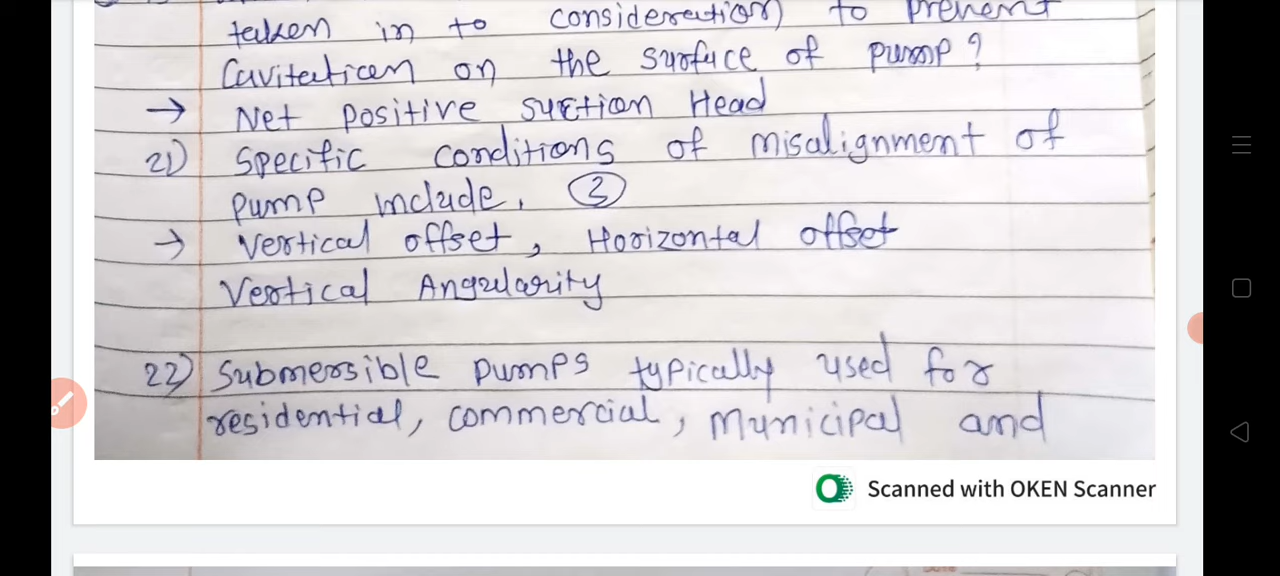 taken in to consideration to prevent
Cavitation on the surface of pump?
→ Net positive suction Head
21) Specific conditions of misalignment of
pump include. 3
→ Vertical offset, Horizontal offset
Vertical Angularity
22) Submersible pumps typically used for
residential, commercial, municipal and
Scanned with OKEN Scanner